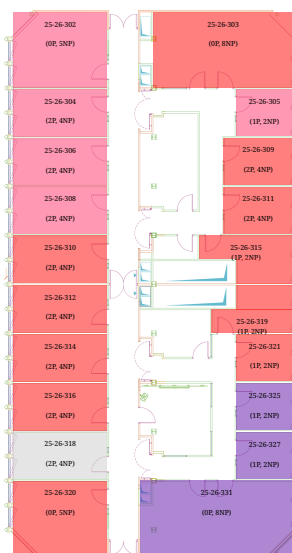 25-26-302
(0P, 5NP)
25-26-303
(0P, 8NP)
25-26-304
(2P, 4NP)
25-26-305
(1P, 2NP)
25-26-306
(2P, 4NP)
25-26-309
(2P, 4NP)
25-26-308
(2P, 4NP)
25-26-311
(2P, 4NP)
25-26-310
(2P, 4NP)
25-26-315
(1P, 2NP)
25-26-312
(2P, 4NP)
25-26-319
(1P, 2NP)
25-26-314
(2P, 4NP)
25-26-321
(1P, 2NP)
25-26-316
(2P, 4NP)
25-26-325
(1P, 2NP)
25-26-318
(2P, 4NP)
25-26-327
(1P, 2NP)
25-26-320
(0P, 5NP)
25-26-331
(0P, 8NP)